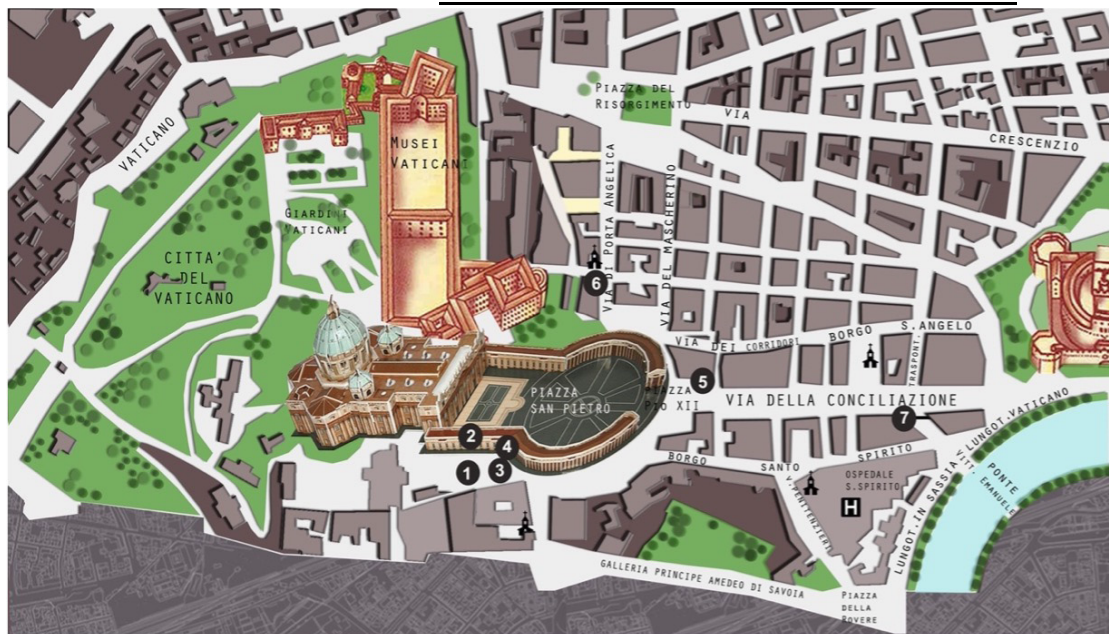 PIAZZA DEL
RISORGIMENTO
VIA
CRESCENZIO
VATICANO
MUSEI
VATICANI
VIA DI PORTA ANGELICA
VIA DEL MASCHERINO
GIARDINI
VATICANI
CITTA'
DEL
VATICANO
6
VIA DEI CORRIDORI
BORGO
S.ANGELO
TRASPONT.
PIAZZA
SAN PIETRO
5
PIAZZA
PIO XII
VIA DELLA CONCILIAZIONE
7
2
4
1
3
BORGO
SANTO
SPIRITO
V.PENITENZIERI
OSPEDALE
S.SPIRITO
H
LUNGOT.IN SASSIA
LUNGOT.VATICANO
PONTE
VITT. EMANUELE
GALLERIA PRINCIPE AMEDEO DI SAVOIA
PIAZZA
DELLA
ROVERE